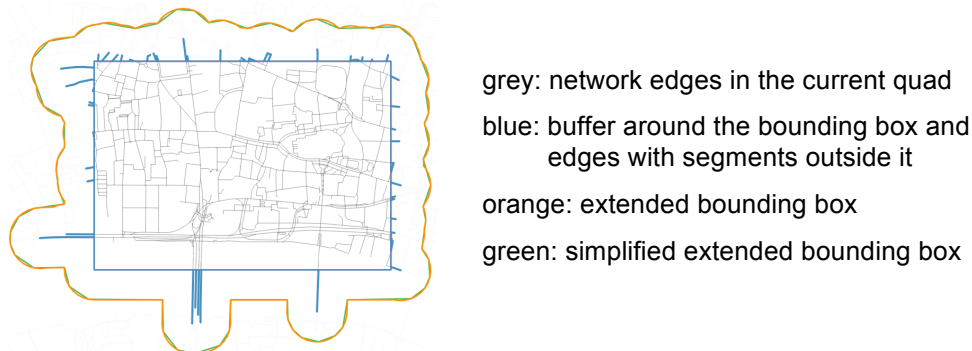 grey: network edges in the current quad
blue: buffer around the bounding box and
edges with segments outside it
orange: extended bounding box
green: simplified extended bounding box